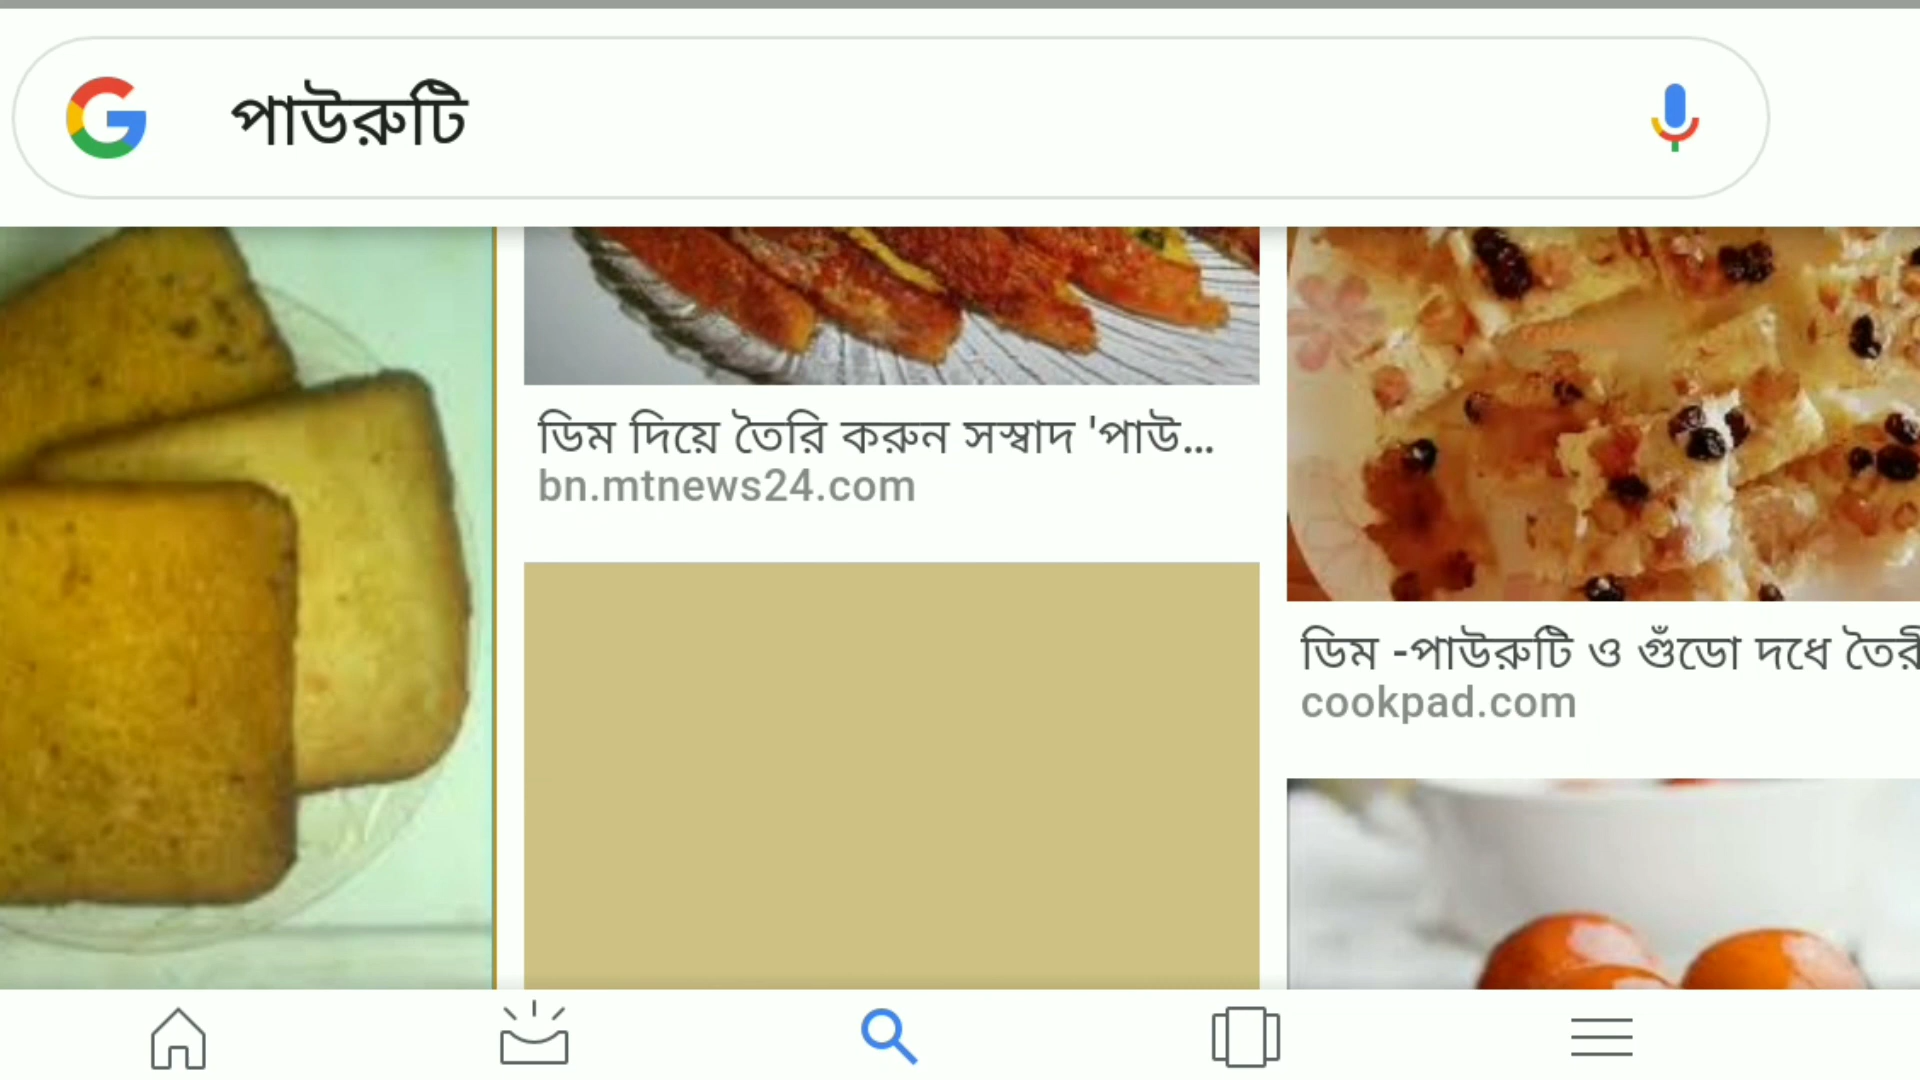 পাউরুটি
ডিম দিয়ে তৈরি করুন সস্বাদ 'পাউ...
bn.mtnews24.com
ডিম -পাউরুটি ও গুঁডো দধে তৈরী
cookpad.com